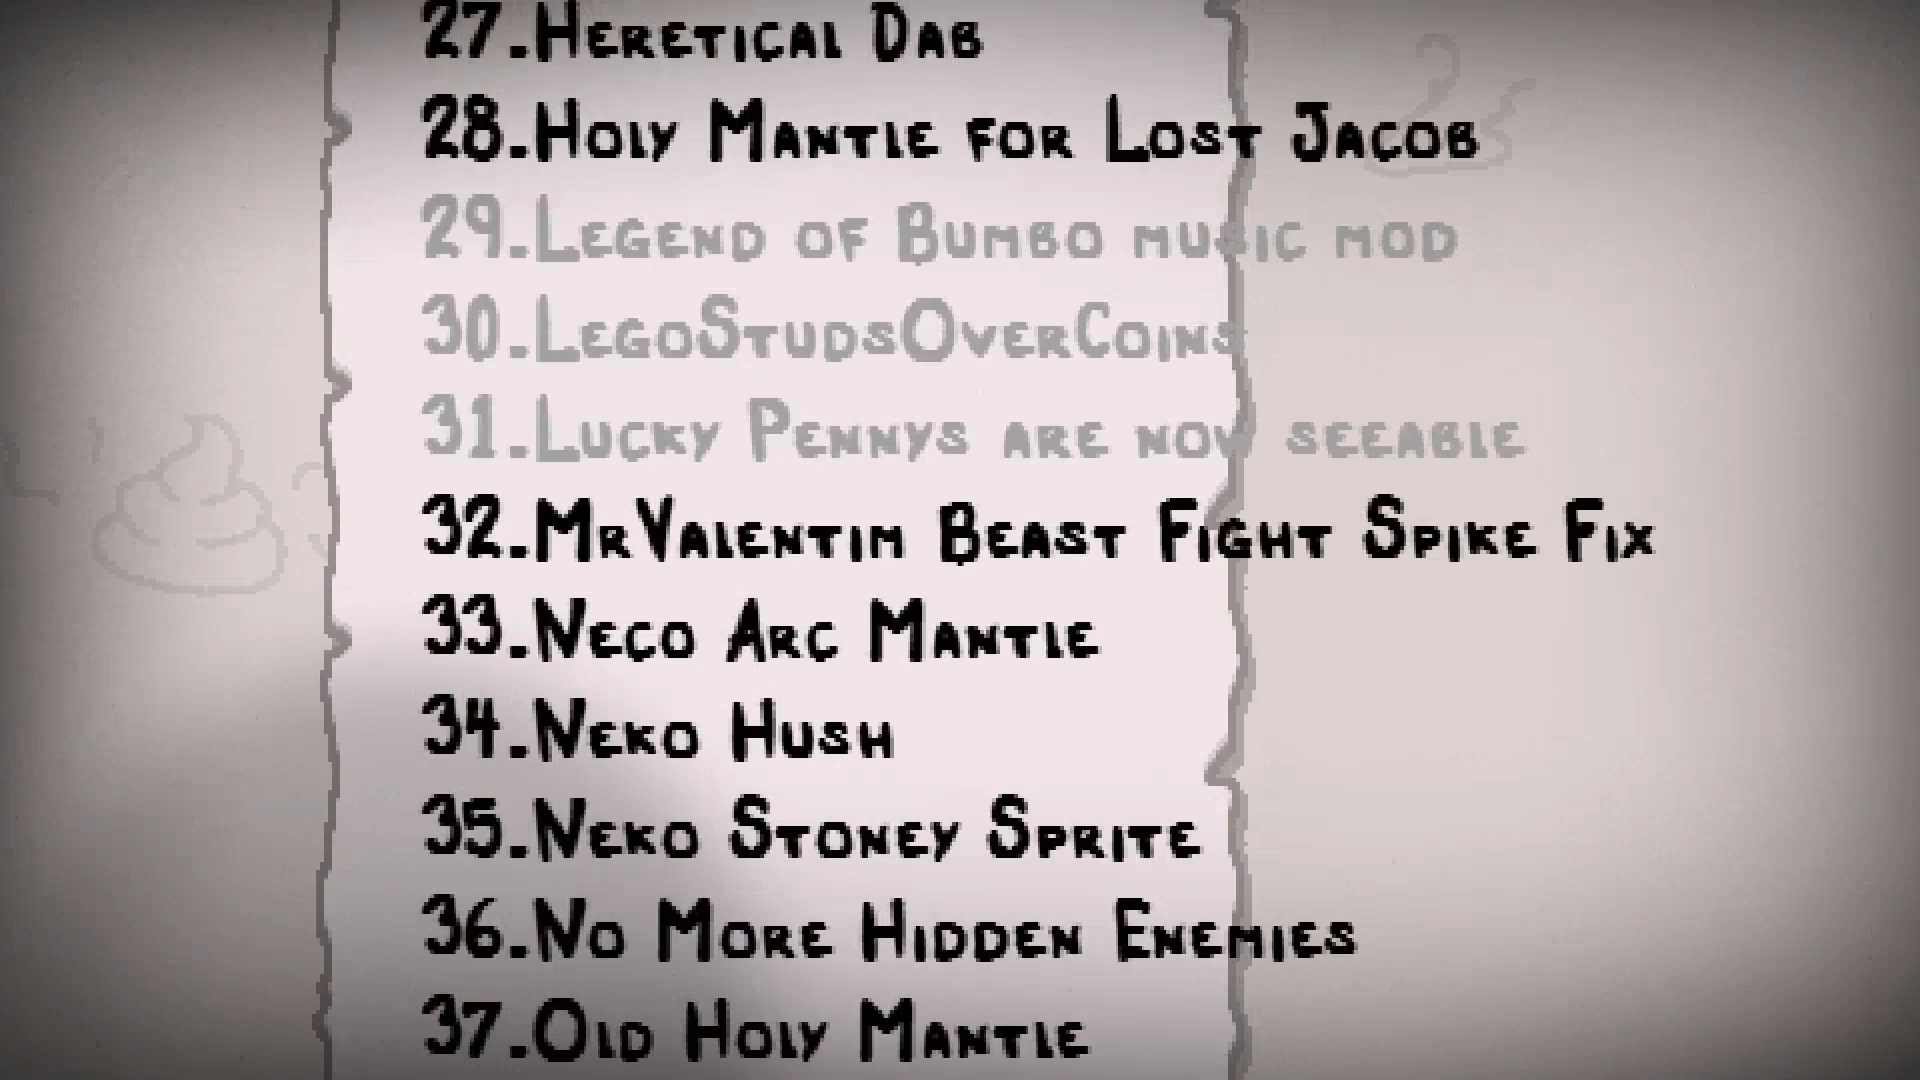 27.Heretical Dab
28.Holy Mantle for Lost Jacob
29.Legend of Bumbo music mod
30.LegoStudsOverCoins
31.Lucky Pennys are now seeable
32.MrValentim Beast Fight Spike Fix
33.Neco Arc Mantle
34.Neko Hush
35.Neko Stoney Sprite
36.No More Hidden Enemies
37.Old Holy Mantle